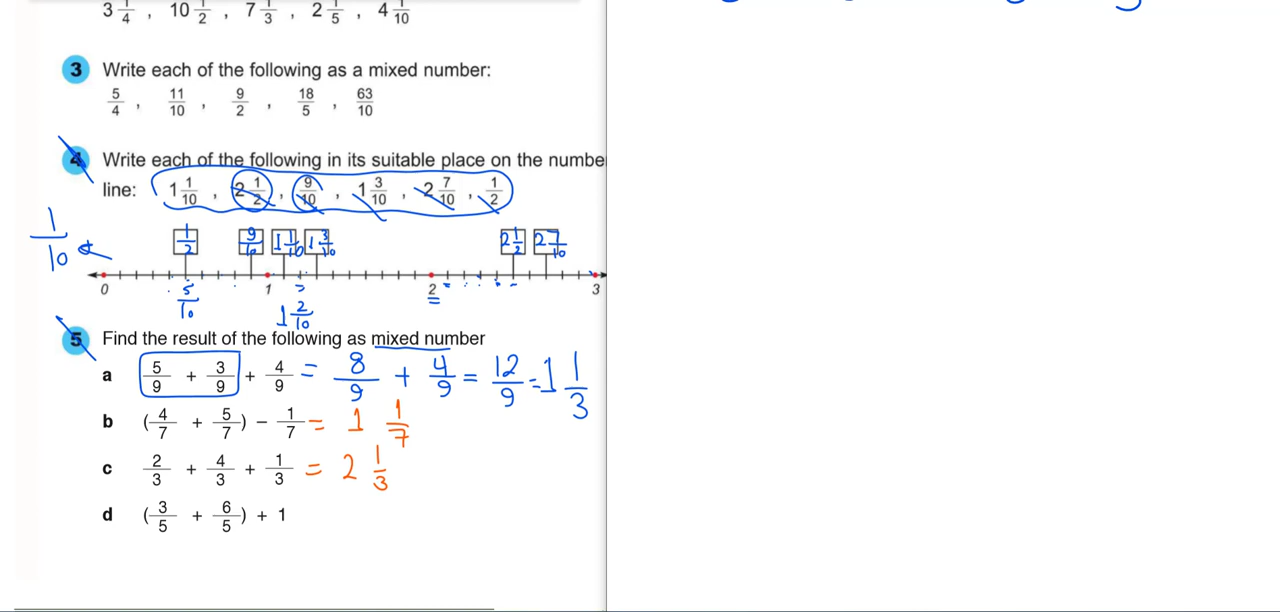 3 1/4 , 10 1/2 , 7 1/3 , 2 1/5 , 4 1/10
3 Write each of the following as a mixed number:
5/4 , 11/10 , 9/2 , 18/5 , 63/10
4 Write each of the following in its suitable place on the numbe
line: 1 1/10 , 2 1/2 , 9/10 , 1 3/10 , 2 7/10 , 1/2
1/10
1/2 9/10 1 1/10 1 3/10 2 1/2 2 7/10
0 1 2 3
5/10 1 2/10
5 Find the result of the following as mixed number
a 5/9 + 3/9 + 4/9 = 8/9 + 4/9 = 12/9 = 1 1/3
b (4/7 + 5/7) − 1/7 = 1 1/7
c 2/3 + 4/3 + 1/3 = 2 1/3
d (3/5 + 6/5) + 1